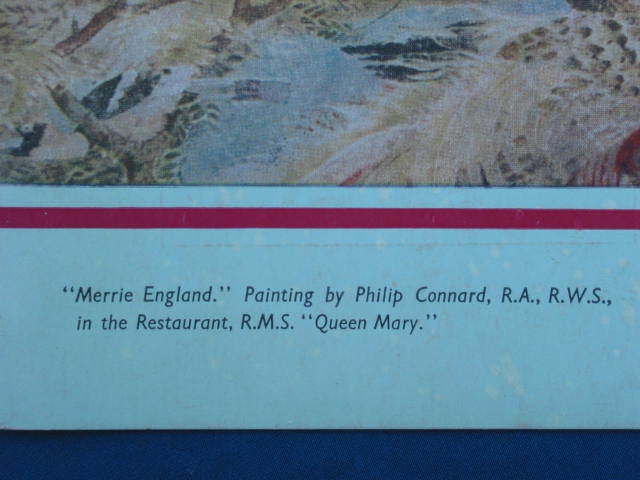 “Merrie England.” Painting by Philip Connard, R.A., R.W.S.,
in the Restaurant, R.M.S. “Queen Mary.”